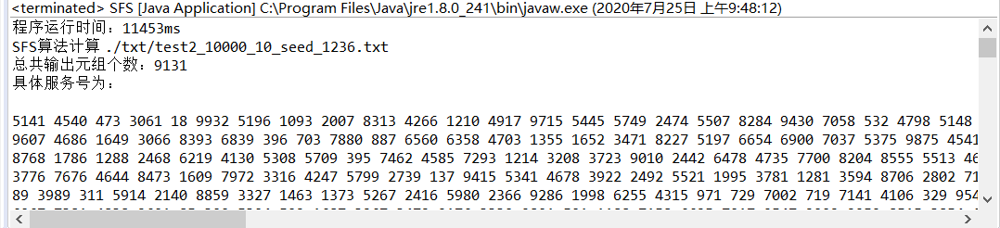 <terminated> SFS [Java Application] C:\Program Files\Java\jre1.8.0_241\bin\javaw.exe (2020年7月25日 上午9:48:12)
程序运行时间：11453ms
SFS算法计算 ./txt/test2_10000_10_seed_1236.txt
总共输出元组个数：9131
具体服务号为：
5141 4540 473 3061 18 9932 5196 1093 2007 8313 4266 1210 4917 9715 5445 5749 2474 5507 8284 9430 7058 532 4798 5148
9607 4686 1649 3066 8393 6839 396 703 7880 887 6560 6358 4703 1355 1652 3471 8227 5197 6654 6900 7037 5375 9875 4541
8768 1786 1288 2468 6219 4130 5308 5709 395 7462 4585 7293 1214 3208 3723 9010 2442 6478 4735 7700 8204 8555 5513 46
3776 7676 4644 8473 1609 7972 3316 4247 5799 2739 137 9415 5341 4678 3922 2492 5521 1995 3781 1281 3594 8706 2802 71
89 3989 311 5914 2140 8859 3327 1463 1373 5267 2416 5980 2366 9286 1998 6255 4315 971 729 7002 719 7141 4106 329 954